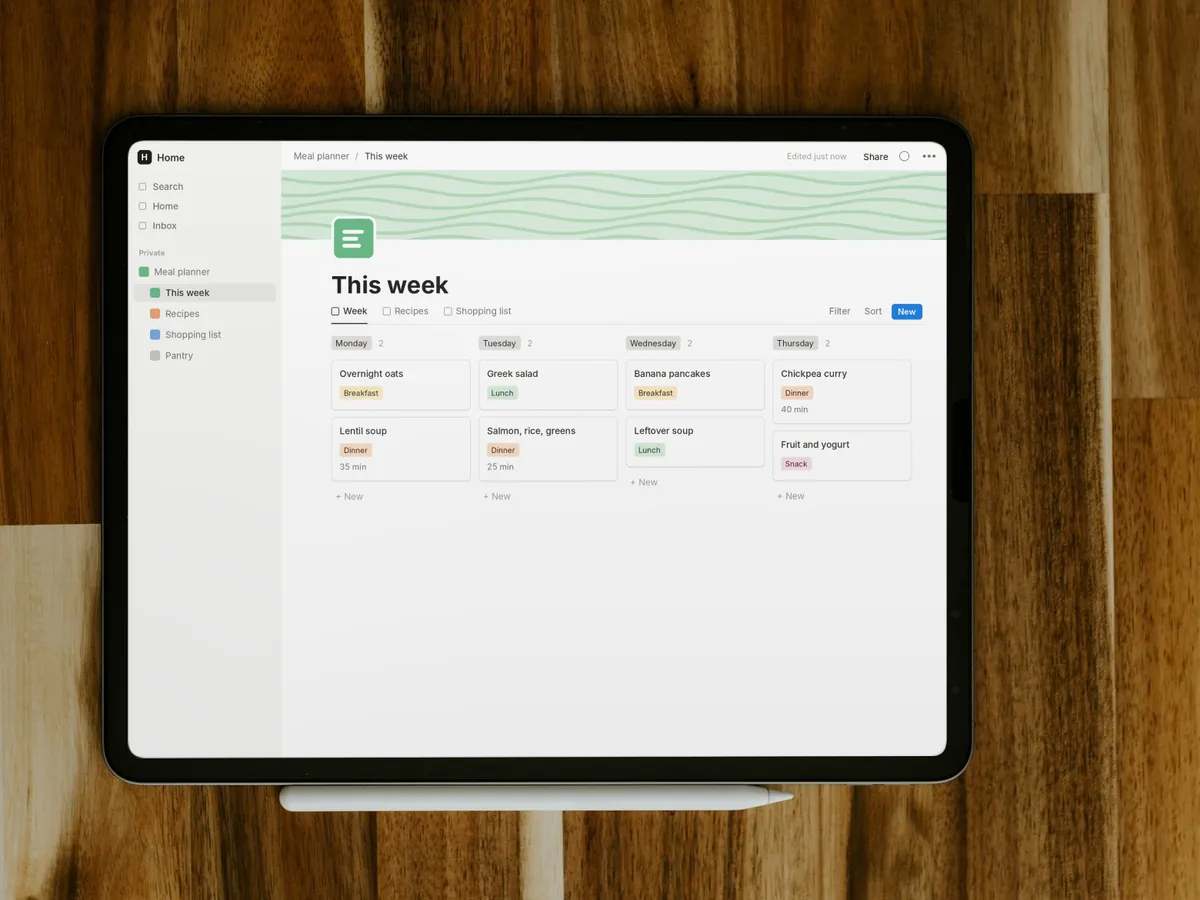 H Home
Search
Home
Inbox
Private
Meal planner
This week
Recipes
Shopping list
Pantry
Meal planner / This week
Edited just now
Share
This week
Week
Recipes
Shopping list
Filter
Sort
New
Monday 2
Overnight oats
Breakfast
Lentil soup
Dinner
35 min
+ New
Tuesday 2
Greek salad
Lunch
Salmon, rice, greens
Dinner
25 min
+ New
Wednesday 2
Banana pancakes
Breakfast
Leftover soup
Lunch
+ New
Thursday 2
Chickpea curry
Dinner
40 min
Fruit and yogurt
Snack
+ New